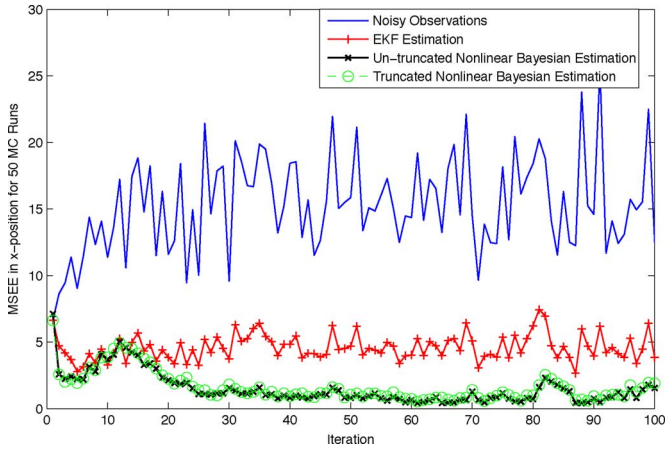 30
25
20
15
10
5
0
MSEE in x-position for 50 MC Runs
Noisy Observations
EKF Estimation
Un-truncated Nonlinear Bayesian Estimation
Truncated Nonlinear Bayesian Estimation
0 10 20 30 40 50 60 70 80 90 100
Iteration